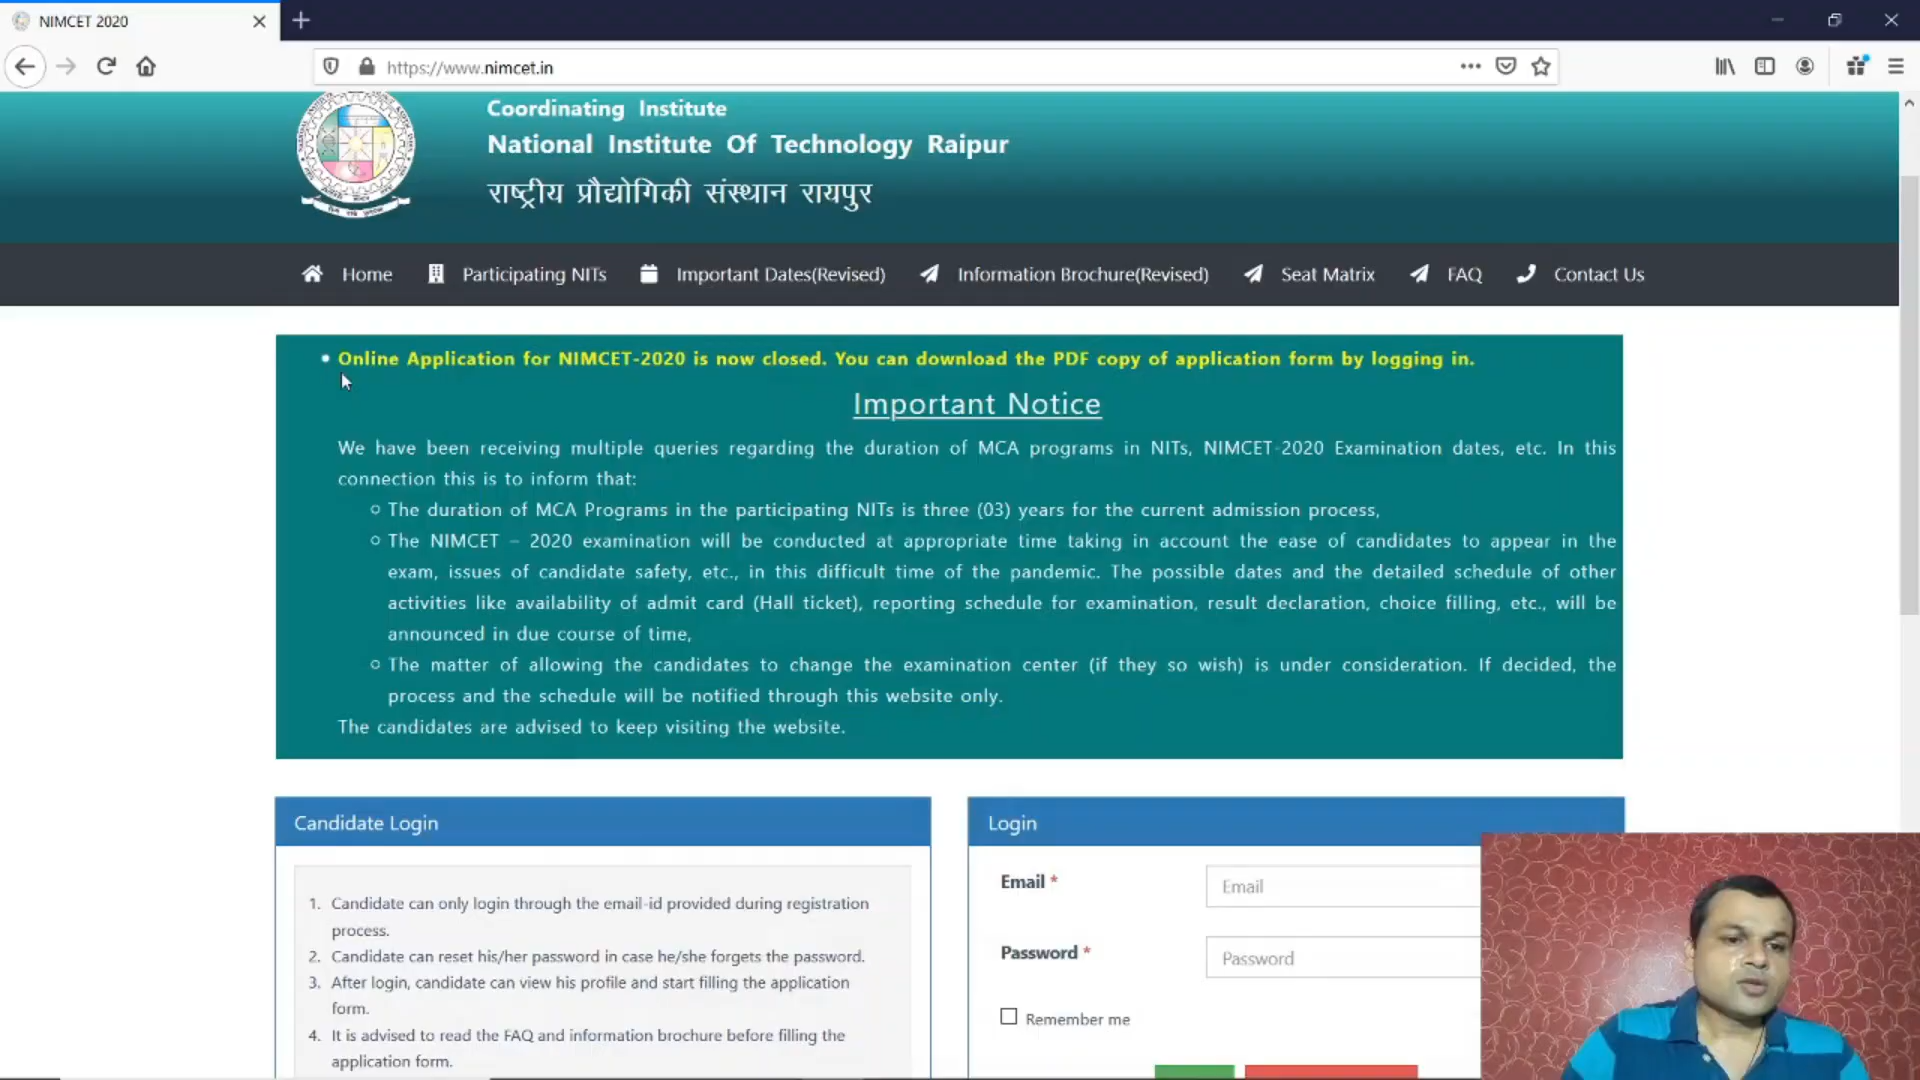 NIMCET 2020
https://www.nimcet.in
Coordinating Institute
National Institute Of Technology Raipur
राष्ट्रीय प्रौद्योगिकी संस्थान रायपुर
Home Participating NITs Important Dates(Revised) Information Brochure(Revised) Seat Matrix FAQ Contact Us
Online Application for NIMCET-2020 is now closed. You can download the PDF copy of application form by logging in.
Important Notice
We have been receiving multiple queries regarding the duration of MCA programs in NITs, NIMCET-2020 Examination dates, etc. In this
connection this is to inform that:
The duration of MCA Programs in the participating NITs is three (03) years for the current admission process,
The NIMCET – 2020 examination will be conducted at appropriate time taking in account the ease of candidates to appear in the
exam, issues of candidate safety, etc., in this difficult time of the pandemic. The possible dates and the detailed schedule of other
activities like availability of admit card (Hall ticket), reporting schedule for examination, result declaration, choice filling, etc., will be
announced in due course of time,
The matter of allowing the candidates to change the examination center (if they so wish) is under consideration. If decided, the
process and the schedule will be notified through this website only.
The candidates are advised to keep visiting the website.
Candidate Login
1. Candidate can only login through the email-id provided during registration
process.
2. Candidate can reset his/her password in case he/she forgets the password.
3. After login, candidate can view his profile and start filling the application
form.
4. It is advised to read the FAQ and information brochure before filling the
application form.
Login
Email *
Email
Password *
Password
Remember me